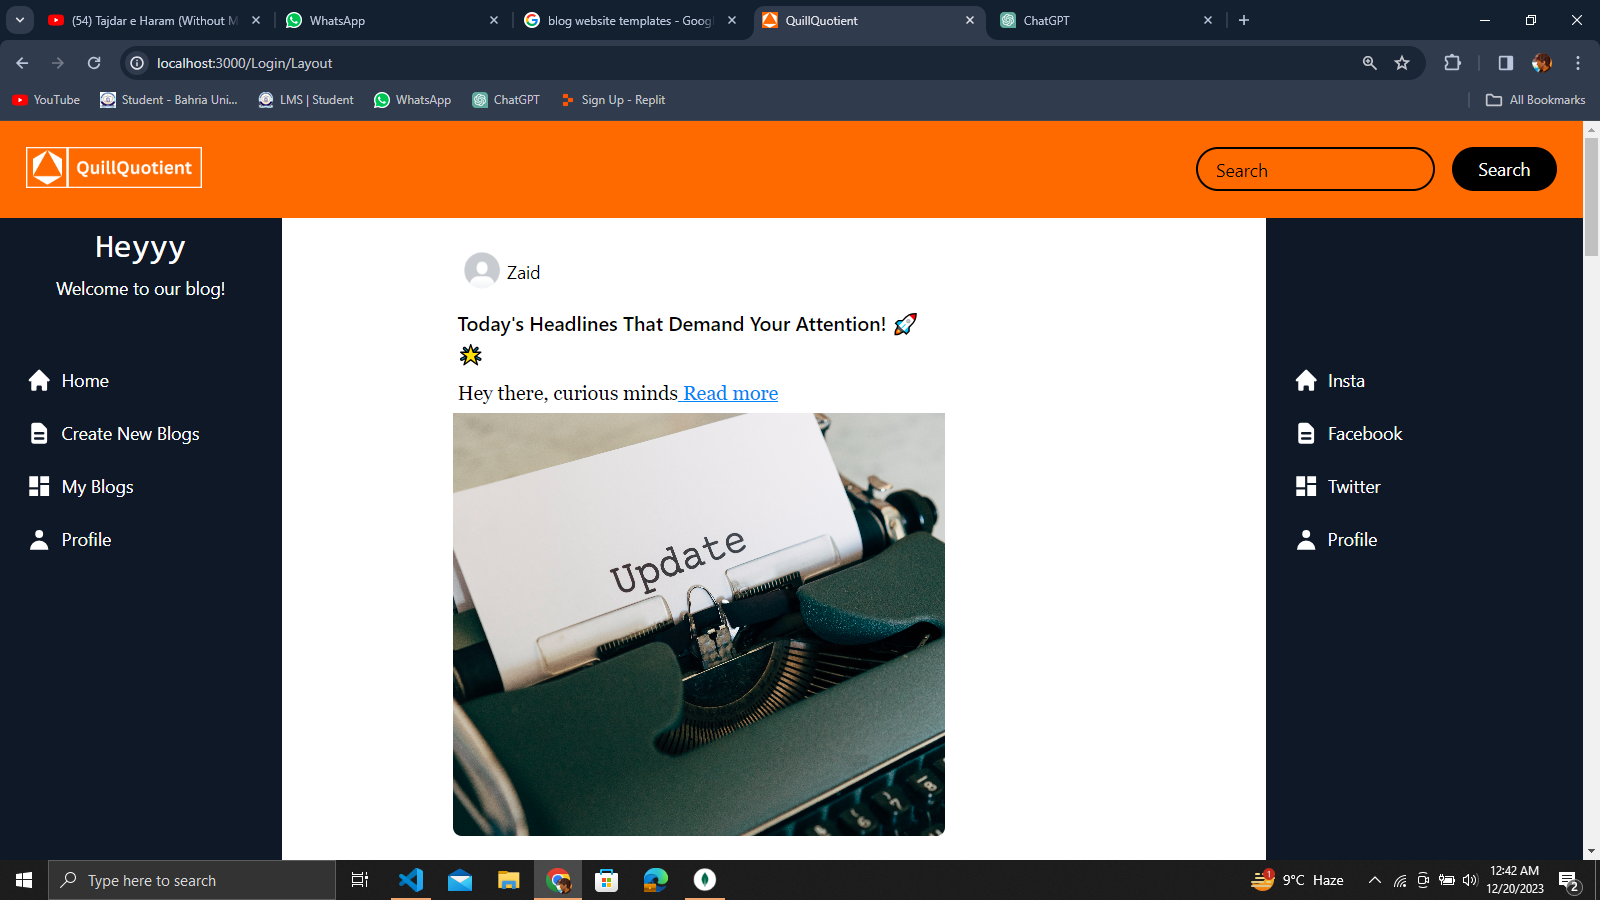 (54) Tajdar e Haram (Without M
WhatsApp
blog website templates - Googl
QuillQuotient
ChatGPT
localhost:3000/Login/Layout
YouTube
Student - Bahria Uni...
LMS | Student
WhatsApp
ChatGPT
Sign Up - Replit
All Bookmarks
QuillQuotient
Search
Search
Heyyy
Welcome to our blog!
Home
Create New Blogs
My Blogs
Profile
Zaid
Today's Headlines That Demand Your Attention! 🚀
🌟
Hey there, curious minds Read more
Update
Insta
Facebook
Twitter
Profile
Type here to search
1
9°C Haze
12:42 AM
12/20/2023
2